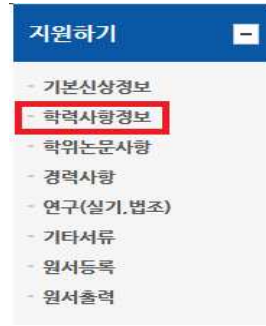 지원하기
- 기본신상정보
- 학력사항정보
- 학위논문사항
- 경력사항
- 연구(실기,법조)
- 기타서류
- 원서등록
- 원서출력